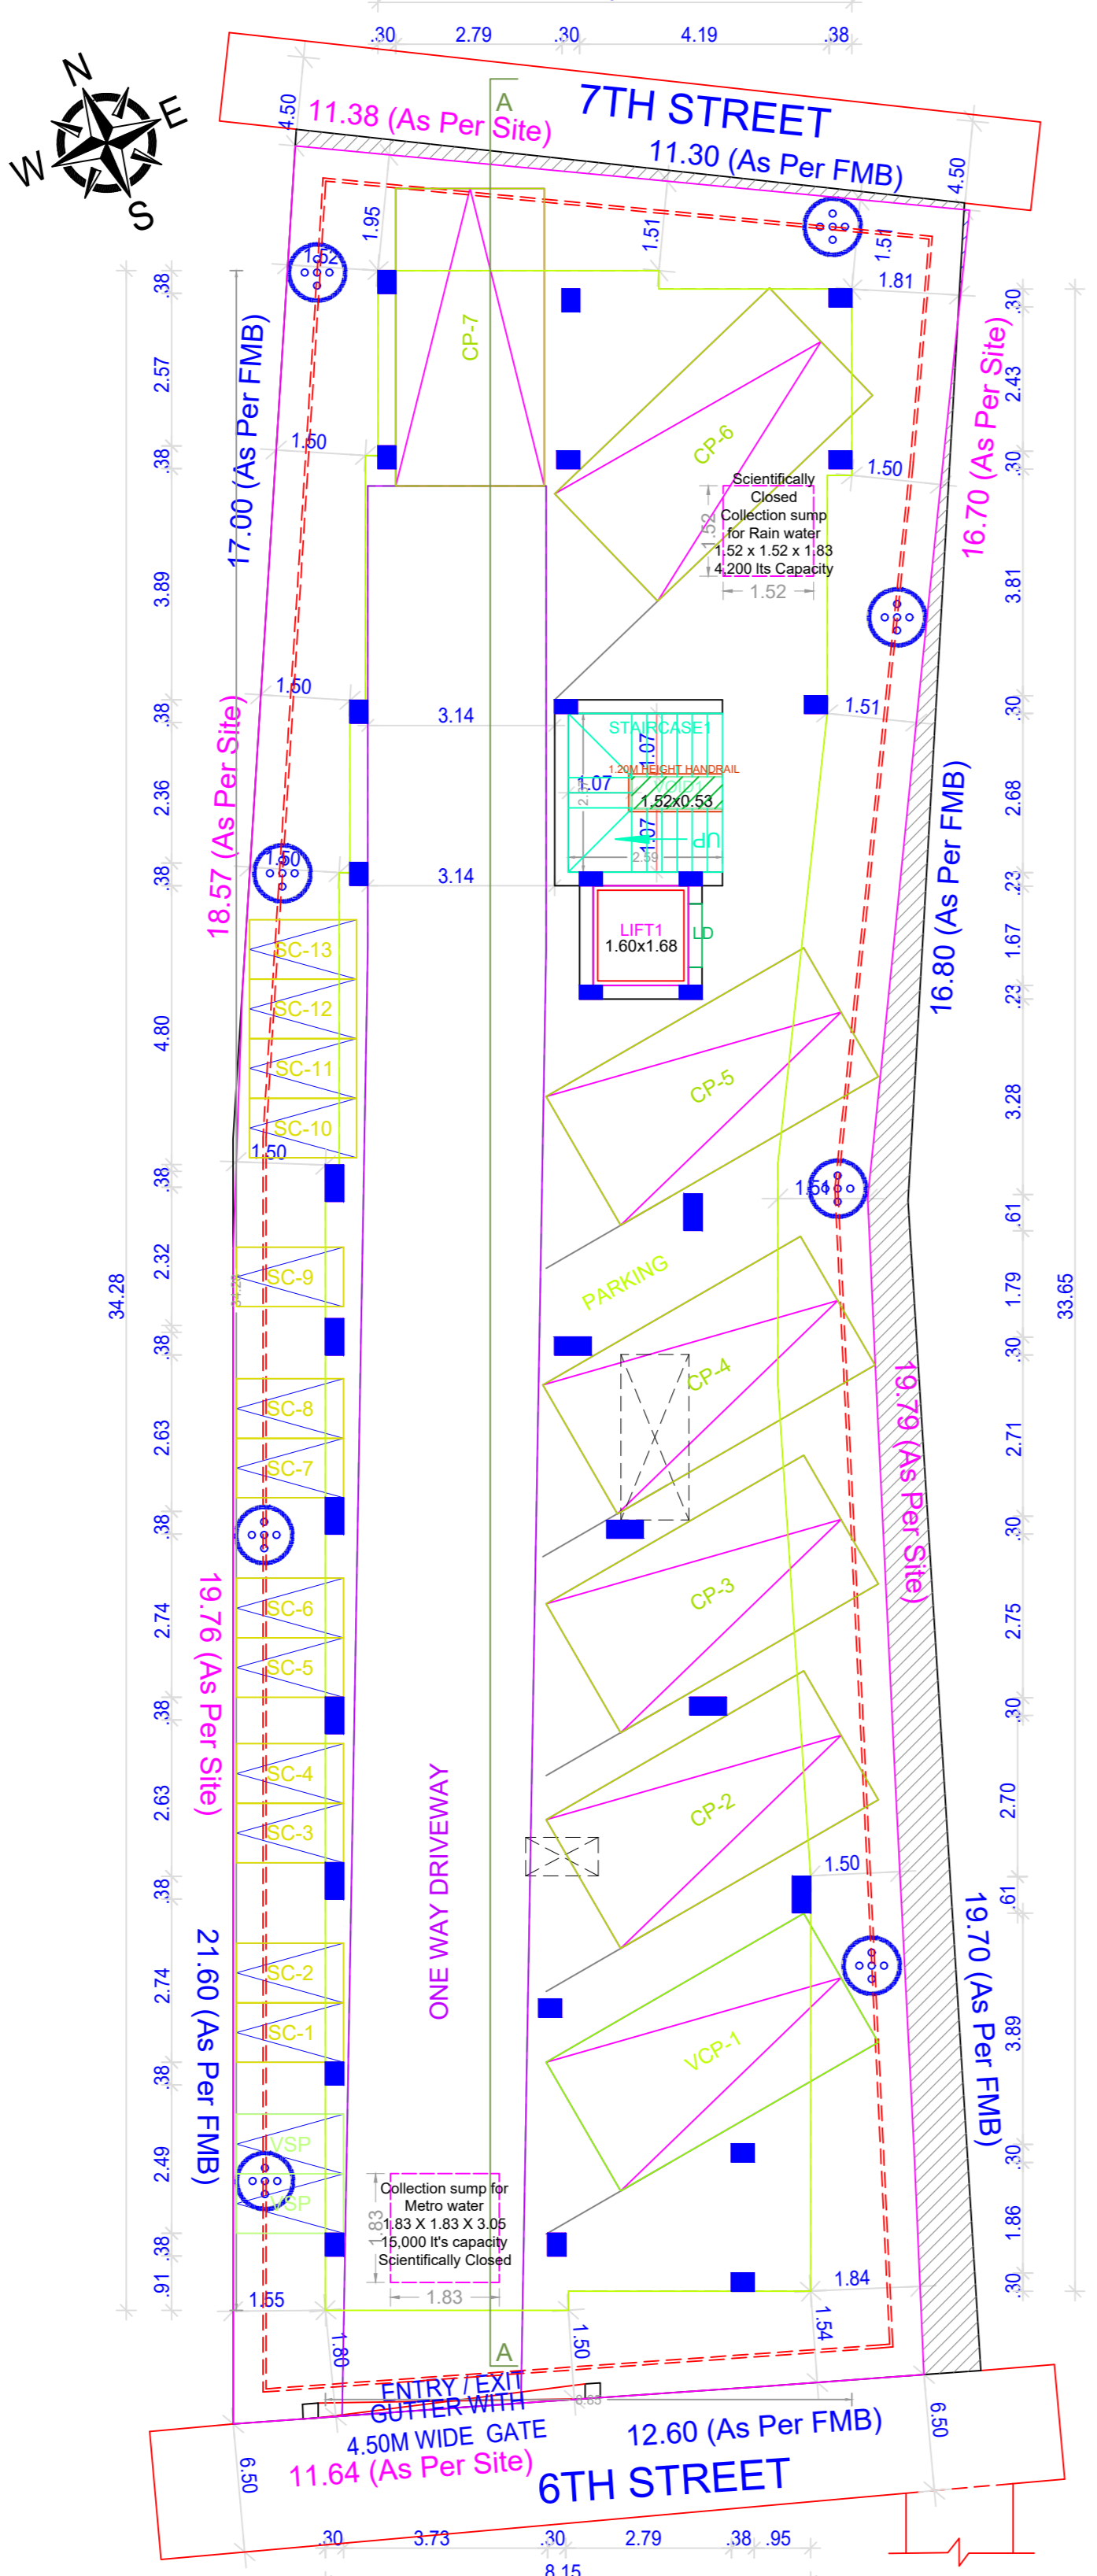 .30 2.79 .30 4.19 .38
N
E
W
S
4.50
11.38 (As Per Site)
A
7TH STREET
11.30 (As Per FMB)
4.50
1.95
1.51
1.51
1.52
1.81
.38
2.57
.38
3.89
.38
2.36
.38
4.80
.38
2.32
.38
2.63
.38
2.74
.38
2.63
.38
2.74
.38
2.49
.38
.91
34.28
17.00 (As Per FMB)
18.57 (As Per Site)
19.76 (As Per Site)
21.60 (As Per FMB)
1.50
1.50
1.50
1.50
CP-7
CP-6
Scientifically
Closed
Collection sump
for Rain water
1.52 x 1.52 x 1.83
4.200 lts Capacity
1.52
1.52
1.50
16.70 (As Per Site)
.30
2.43
.30
3.81
.30
2.68
.23
1.67
.23
3.28
.61
1.79
.30
2.71
.30
2.75
.30
2.70
.61
3.89
.30
1.86
.30
33.65
3.14
STAIRCASE1
1.07
1.20M HEIGHT HANDRAIL
1.07
1.52x0.53
1.07
UP
2.59
1.51
3.14
LIFT1
1.60x1.68
LD
16.80 (As Per FMB)
SC-13
SC-12
SC-11
SC-10
CP-5
1.51
SC-9
PARKING
CP-4
SC-8
SC-7
19.79 (As Per Site)
SC-6
SC-5
CP-3
SC-4
SC-3
CP-2
ONE WAY DRIVEWAY
1.50
19.70 (As Per FMB)
SC-2
SC-1
VCP-1
VSP
VSP
Collection sump for
Metro water
1.83 X 1.83 X 3.05
15,000 lt's capacity
Scientifically Closed
1.83
1.83
1.55
1.80
1.50
1.54
1.84
A
ENTRY / EXIT
GUTTER WITH
4.50M WIDE GATE
12.60 (As Per FMB)
11.64 (As Per Site)
6TH STREET
6.50
6.50
.30 3.73 .30 2.79 .38 .95
8.15